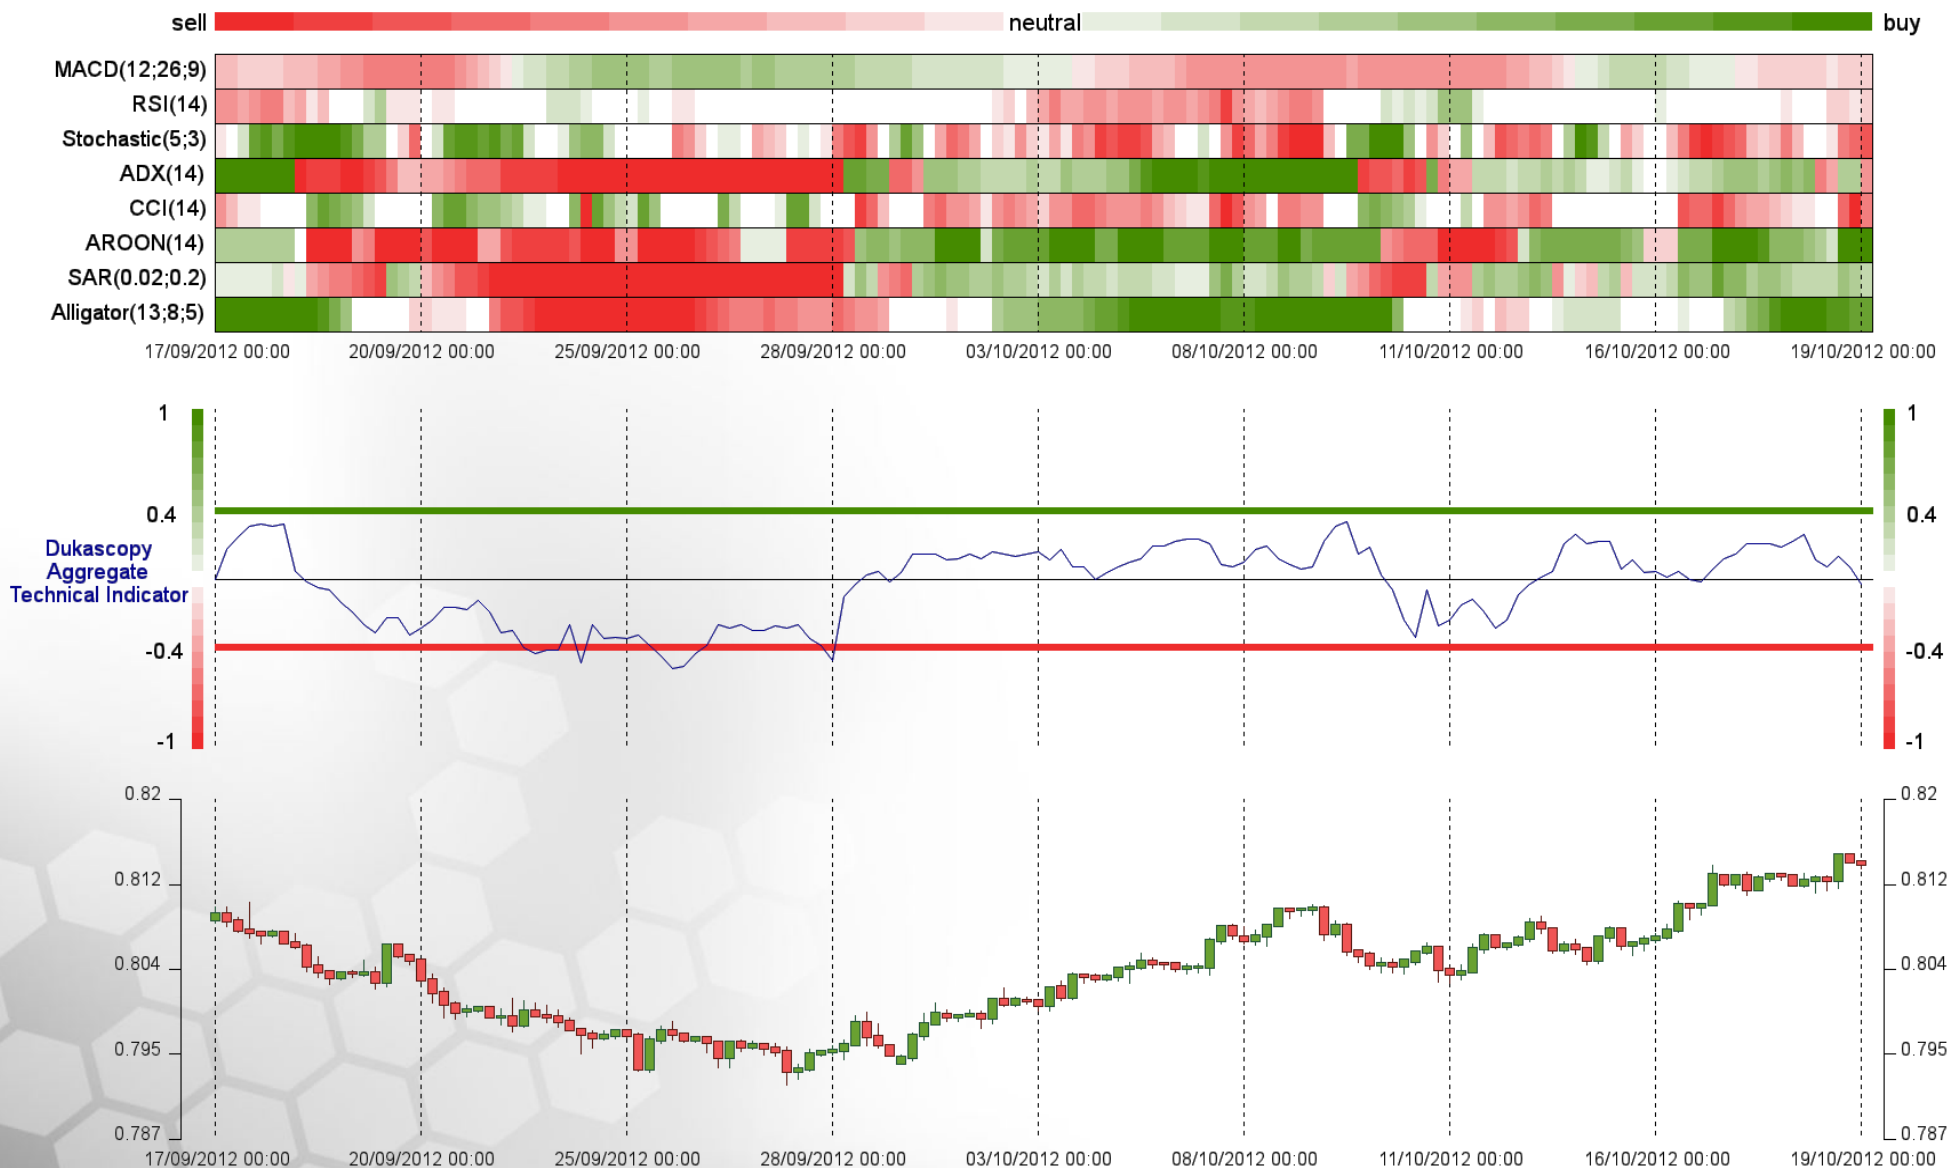 sell neutral buy
MACD(12;26;9)
RSI(14)
Stochastic(5;3)
ADX(14)
CCI(14)
AROON(14)
SAR(0.02;0.2)
Alligator(13;8;5)
17/09/2012 00:00 20/09/2012 00:00 25/09/2012 00:00 28/09/2012 00:00 03/10/2012 00:00 08/10/2012 00:00 11/10/2012 00:00 16/10/2012 00:00 19/10/2012 00:00
1 1
0.4 0.4
Dukascopy
Aggregate
Technical Indicator
-0.4 -0.4
-1 -1
0.82 0.82
0.812 0.812
0.804 0.804
0.795 0.795
0.787 0.787
17/09/2012 00:00 20/09/2012 00:00 25/09/2012 00:00 28/09/2012 00:00 03/10/2012 00:00 08/10/2012 00:00 11/10/2012 00:00 16/10/2012 00:00 19/10/2012 00:00